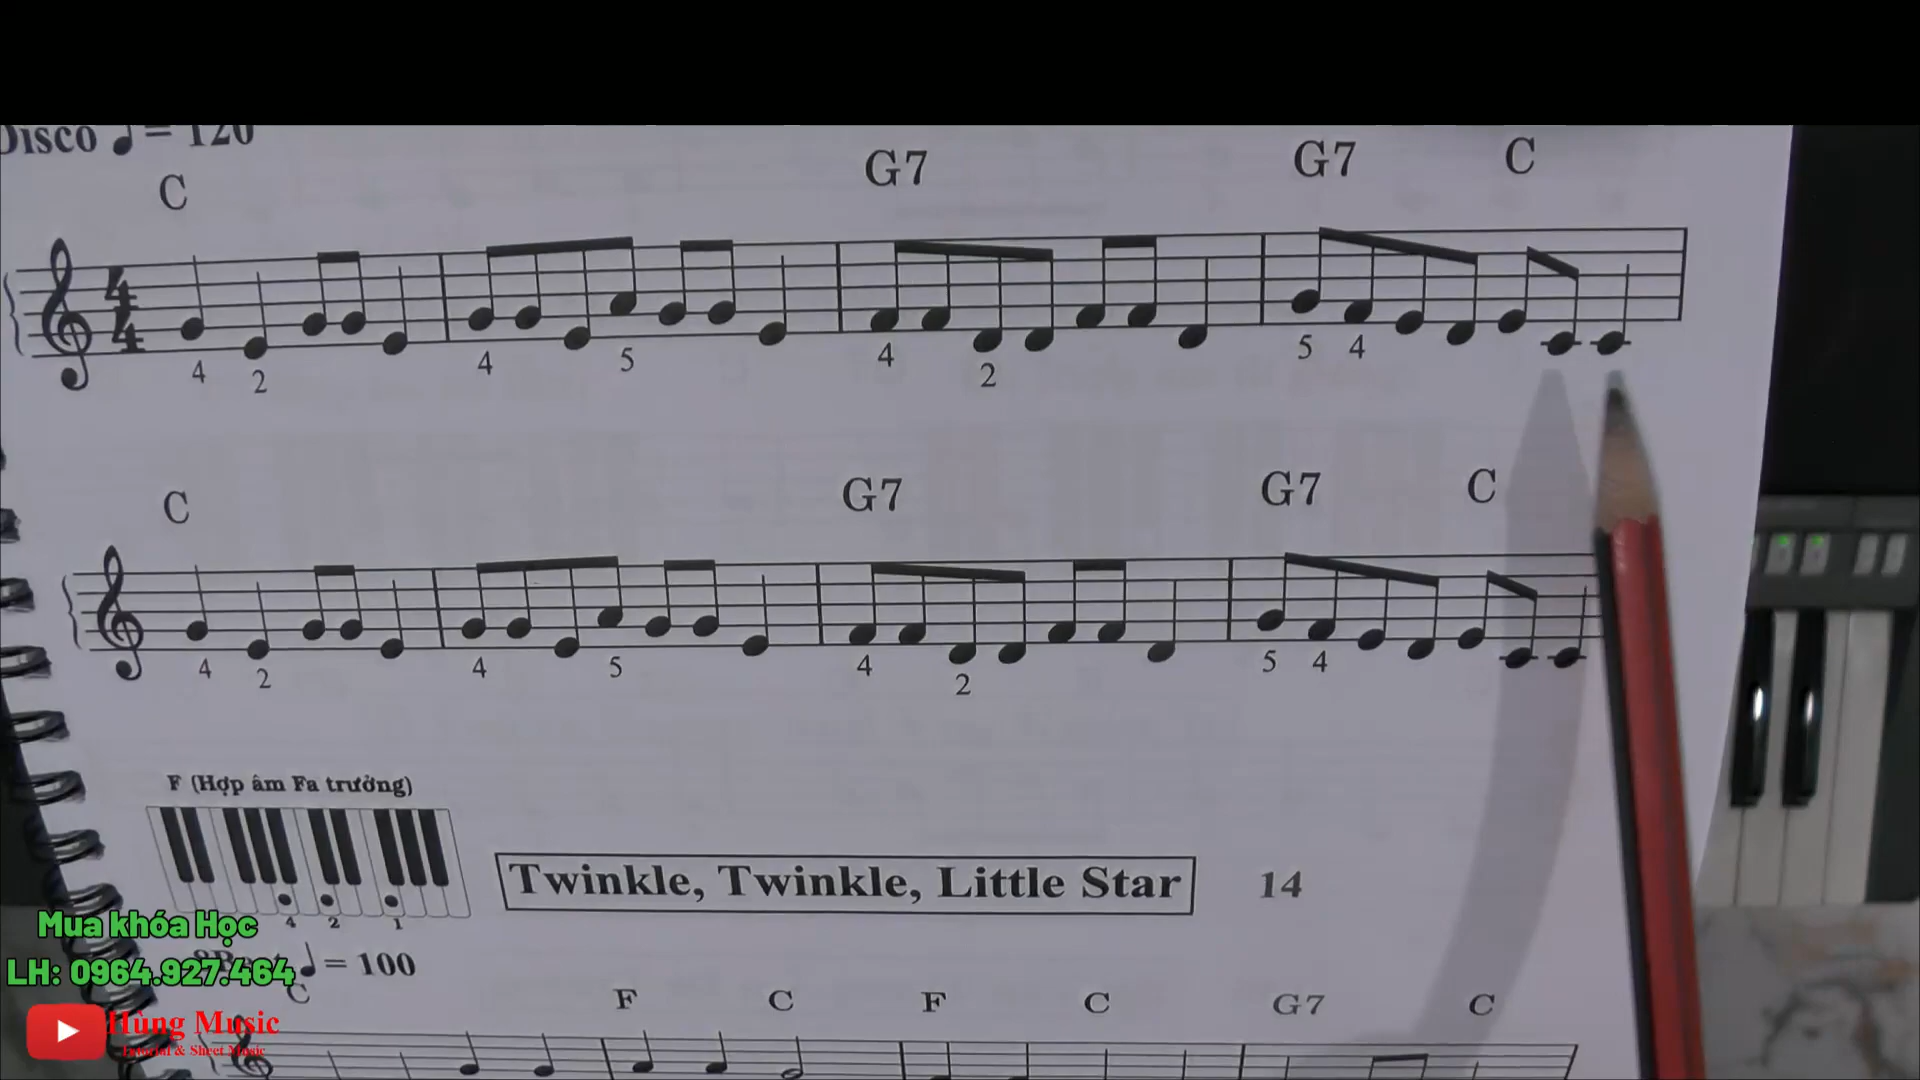 Disco ♩ = 120
C G7 G7 C
4
4
4 2 4 5 4 2 5 4
C G7 G7 C
4 2 4 5 4 2 5 4
F (Hợp âm Fa trưởng)
4 2 1
Twinkle, Twinkle, Little Star 14
Mua khóa Học
♩ = 100
LH: 0964.927.464
C F C F C G7 C
Hùng Music
Tutorial & Sheet Music